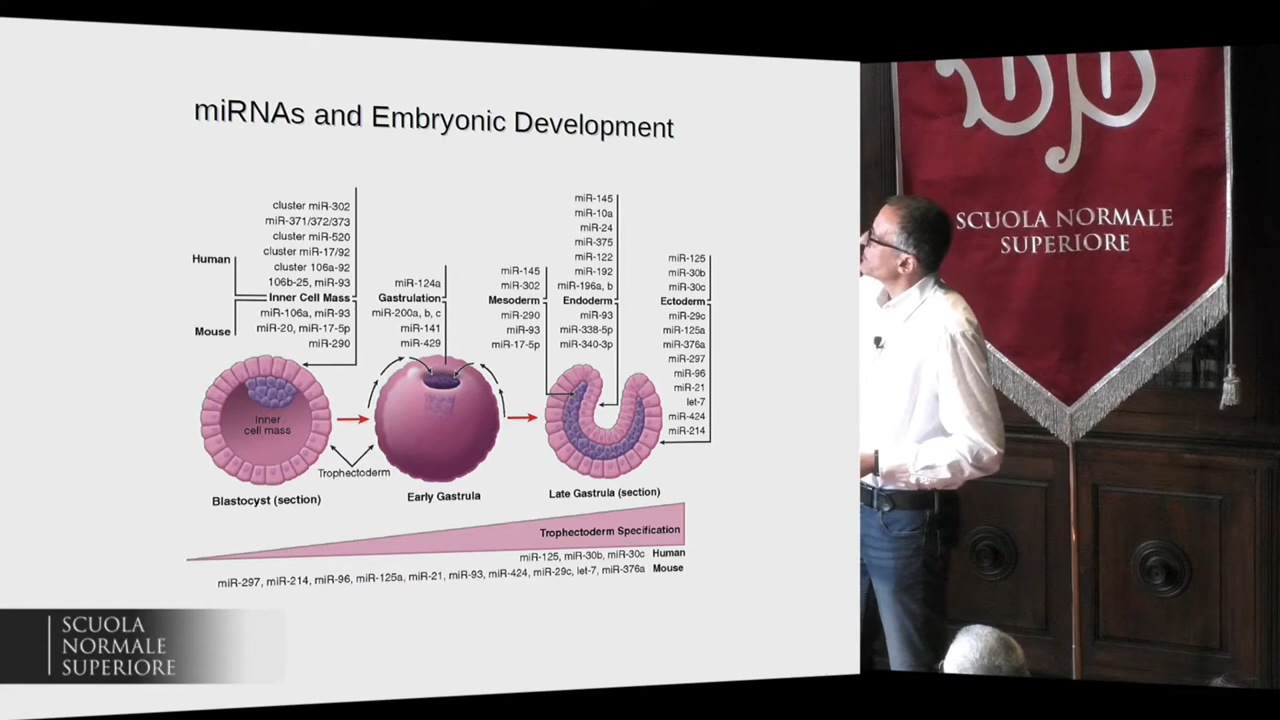 miRNAs and Embryonic Development
Human
cluster miR-302
miR-371/372/373
cluster miR-520
cluster miR-17/92
cluster 106a-92
106b-25, miR-93
Inner Cell Mass
Mouse
miR-106a, miR-93
miR-20, miR-17-5p
miR-290
miR-124a
Gastrulation
miR-200a, b, c
miR-141
miR-429
miR-145
miR-302
Mesoderm
miR-290
miR-93
miR-17-5p
miR-145
miR-10a
miR-24
miR-375
miR-122
miR-192
miR-196a, b
Endoderm
miR-93
miR-338-5p
miR-340-3p
miR-125
miR-30b
miR-30c
Ectoderm
miR-29c
miR-125a
miR-376a
miR-297
miR-96
miR-21
let-7
miR-424
miR-214
Inner
cell mass
Trophectoderm
Blastocyst (section)
Early Gastrula
Late Gastrula (section)
Trophectoderm Specification
miR-125, miR-30b, miR-30c Human
miR-297, miR-214, miR-96, miR-125a, miR-21, miR-93, miR-424, miR-29c, let-7, miR-376a Mouse
SCUOLA NORMALE
SUPERIORE
SCUOLA
NORMALE
SUPERIORE